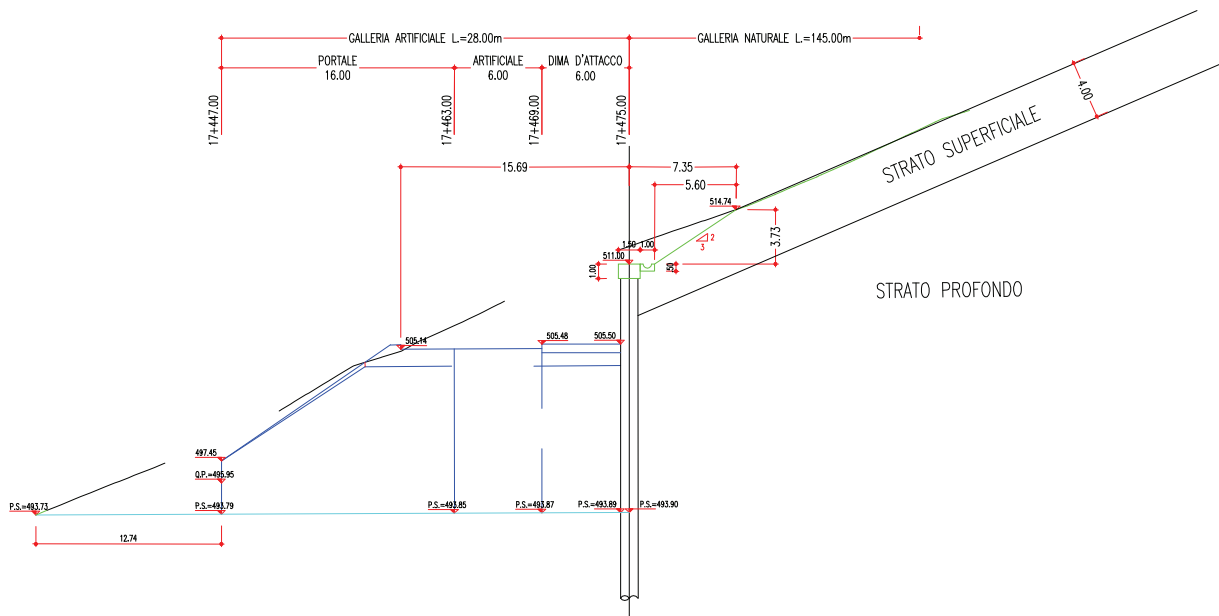 GALLERIA ARTIFICIALE L.=28.00m
GALLERIA NATURALE L.=145.00m
PORTALE
16.00
ARTIFICIALE
6.00
DIMA D'ATTACCO
6.00
17+447.00
17+463.00
17+469.00
17+475.00
4.00
STRATO SUPERFICIALE
15.69
7.35
5.60
514.74
2
3
3.73
1.50
1.00
511.00
1.00
.50
STRATO PROFONDO
505.14
505.48
505.50
497.45
Q.P.=495.95
P.S.=493.73
P.S.=493.79
P.S.=493.85
P.S.=493.87
P.S.=493.89
P.S.=493.90
12.74